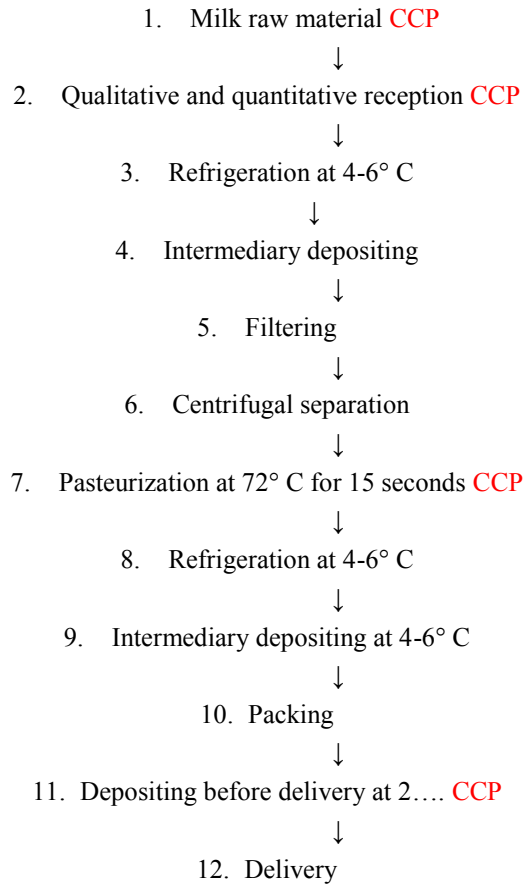 1. Milk raw material CCP
↓
2. Qualitative and quantitative reception CCP
↓
3. Refrigeration at 4-6° C
↓
4. Intermediary depositing
↓
5. Filtering
↓
6. Centrifugal separation
↓
7. Pasteurization at 72° C for 15 seconds CCP
↓
8. Refrigeration at 4-6° C
↓
9. Intermediary depositing at 4-6° C
↓
10. Packing
↓
11. Depositing before delivery at 2…. CCP
↓
12. Delivery